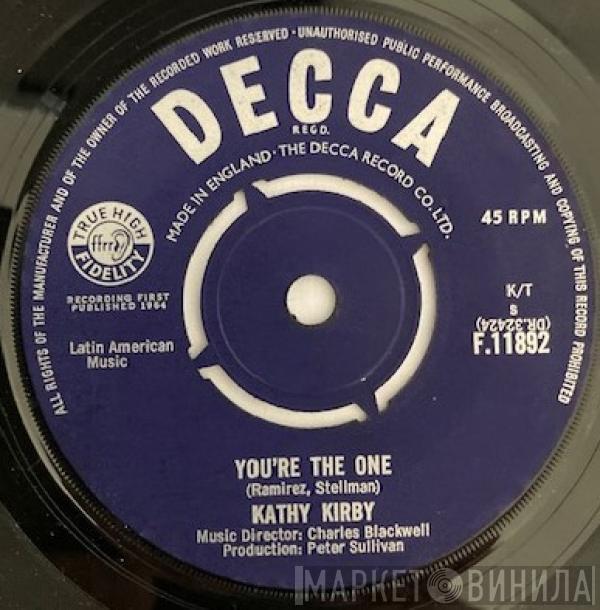 ALL RIGHTS OF THE MANUFACTURER AND OF THE OWNER OF THE RECORDED WORK RESERVED · UNAUTHORISED PUBLIC PERFORMANCE BROADCASTING AND COPYING OF THIS RECORD PROHIBITED
DECCA
REGD.
MADE IN ENGLAND · THE DECCA RECORD CO. LTD.
TRUE HIGH
ffrr
FIDELITY
RECORDING FIRST
PUBLISHED 1964
Latin American
Music
45 RPM
K/T
s
(DR.32424)
F.11892
YOU'RE THE ONE
(Ramirez, Stellman)
KATHY KIRBY
Music Director: Charles Blackwell
Production: Peter Sullivan
МАРКЕТ ВИНИЛА